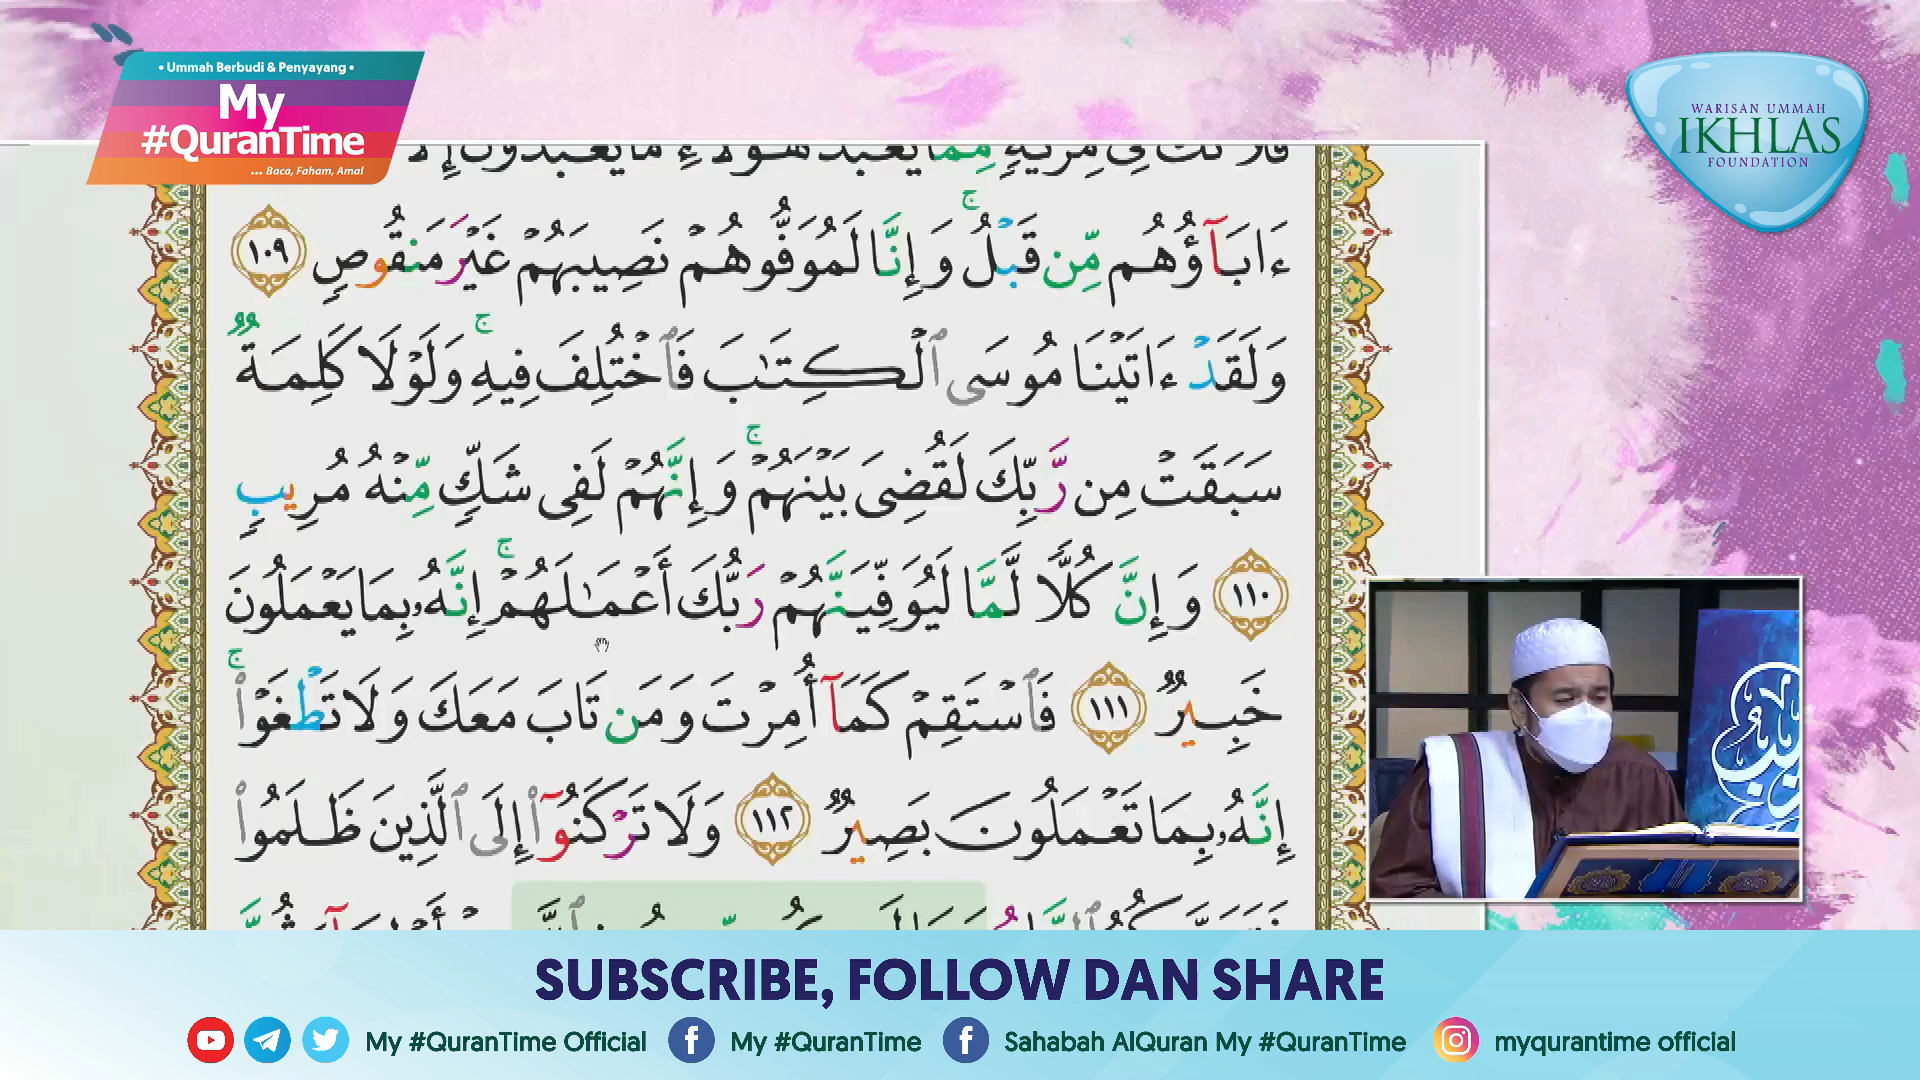 • Ummah Berbudi & Penyayang •
My
#QuranTime
... Baca, Faham, Amal
WARISAN UMMAH
IKHLAS
FOUNDATION
ءَابَآؤُهُم مِّن قَبْلُ ۚ وَإِنَّا لَمُوَفُّوهُمْ نَصِيبَهُمْ غَيْرَ مَنقُوصٍ ١٠٩
وَلَقَدْ ءَاتَيْنَا مُوسَى ٱلْكِتَٰبَ فَٱخْتُلِفَ فِيهِ ۚ وَلَوْلَا كَلِمَةٌ
سَبَقَتْ مِن رَّبِّكَ لَقُضِىَ بَيْنَهُمْ ۚ وَإِنَّهُمْ لَفِى شَكٍّ مِّنْهُ مُرِيبٍ
١١٠ وَإِنَّ كُلًّا لَّمَّا لَيُوَفِّيَنَّهُمْ رَبُّكَ أَعْمَٰلَهُمْ ۚ إِنَّهُۥ بِمَا يَعْمَلُونَ
خَبِيرٌ ١١١ فَٱسْتَقِمْ كَمَآ أُمِرْتَ وَمَن تَابَ مَعَكَ وَلَا تَطْغَوْا۟ ۚ
إِنَّهُۥ بِمَا تَعْمَلُونَ بَصِيرٌ ١١٢ وَلَا تَرْكَنُوٓا۟ إِلَى ٱلَّذِينَ ظَلَمُوا۟
SUBSCRIBE, FOLLOW DAN SHARE
My #QuranTime Official My #QuranTime Sahabah AlQuran My #QuranTime myqurantime official